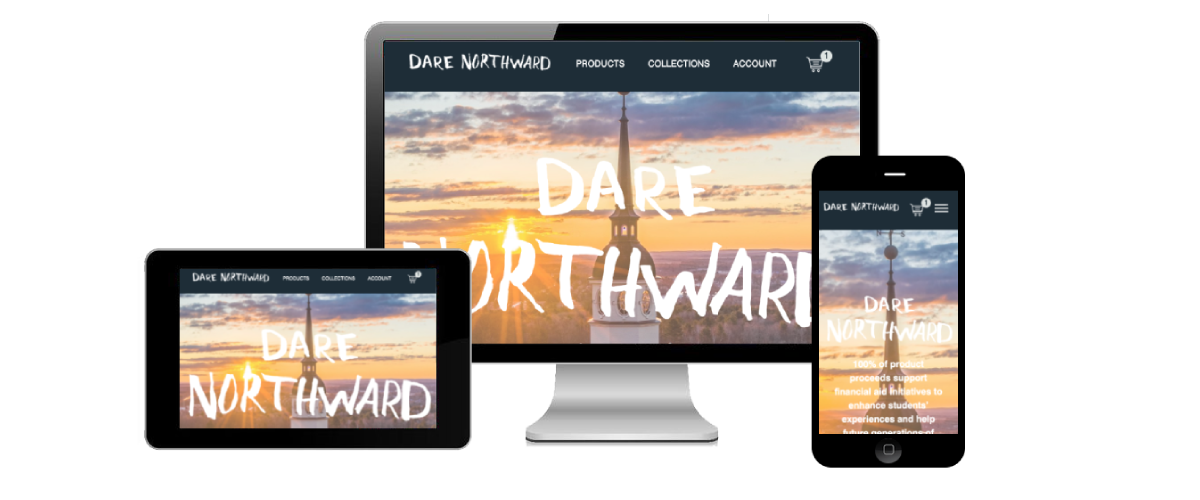 DARE NORTHWARD PRODUCTS COLLECTIONS ACCOUNT 1
DARE
NORTHWARD
DARE NORTHWARD PRODUCTS COLLECTIONS ACCOUNT 1
DARE
NORTHWARD
DARE NORTHWARD 1
DARE
NORTHWARD
100% of product
proceeds support
financial aid initiatives to
enhance students'
experiences and help
future generations of